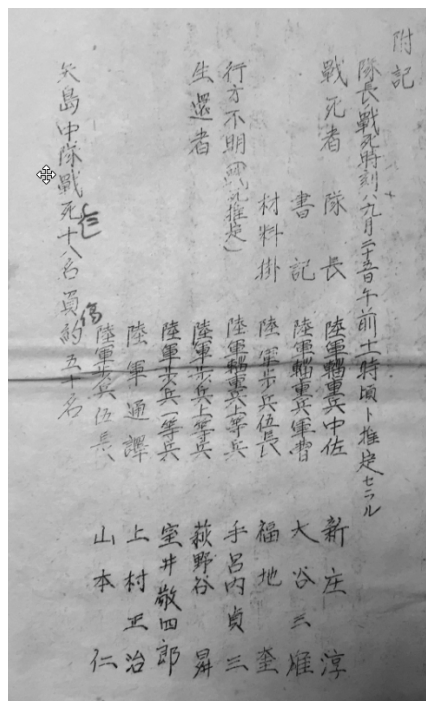 附記
隊長戦死時刻ハ九月二十五日午前十一時頃ト推定セラル
戦死者 隊長 陸軍輜重兵中佐 新庄淳
書記 陸軍輜重兵軍曹 大谷三雄
材料掛 陸軍歩兵伍長 福地奎
行方不明(戦死推定) 陸軍輜重兵上等兵 手呂内貞三
生還者 陸軍歩兵上等兵 萩野谷昇
陸軍歩兵一等兵 室井敬四郎
陸軍通譯 上村正治
陸軍歩兵伍長 山本仁
矢島中隊戦死 十八名 傷 約五十名